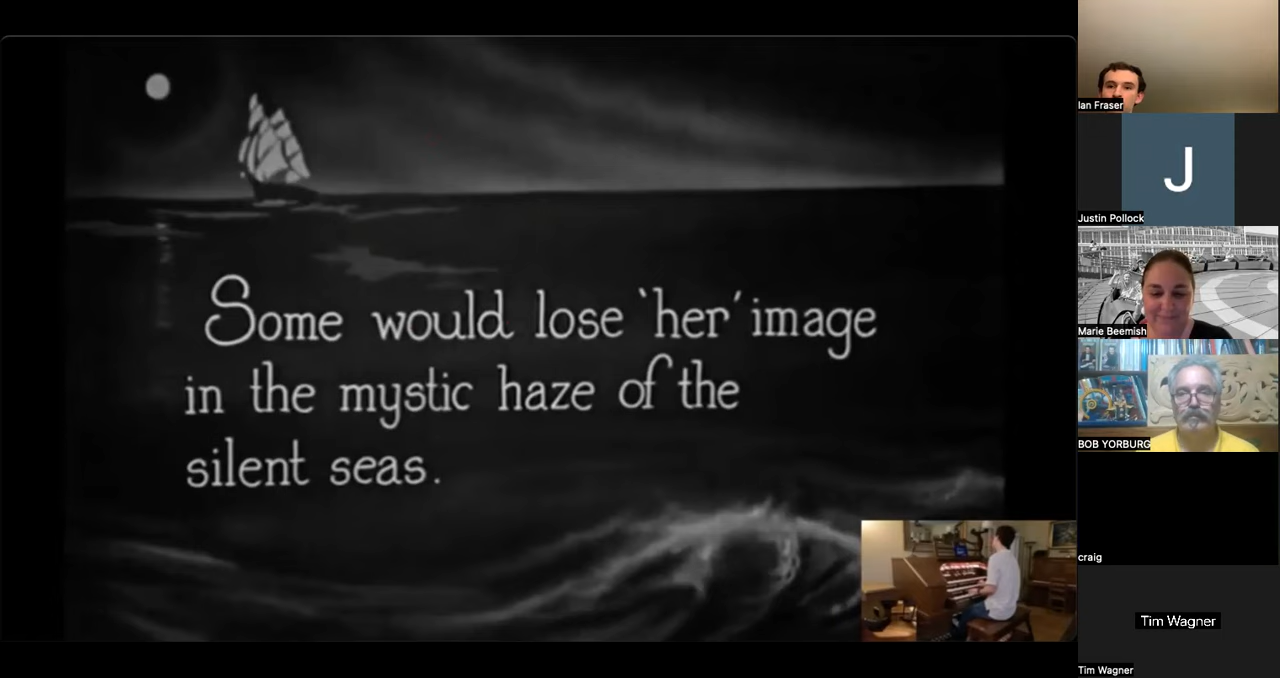 Some would lose 'her' image
in the mystic haze of the
silent seas.
Ian Fraser
J
Justin Pollock
Marie Beemish
BOB YORBURG
craig
Tim Wagner
Tim Wagner